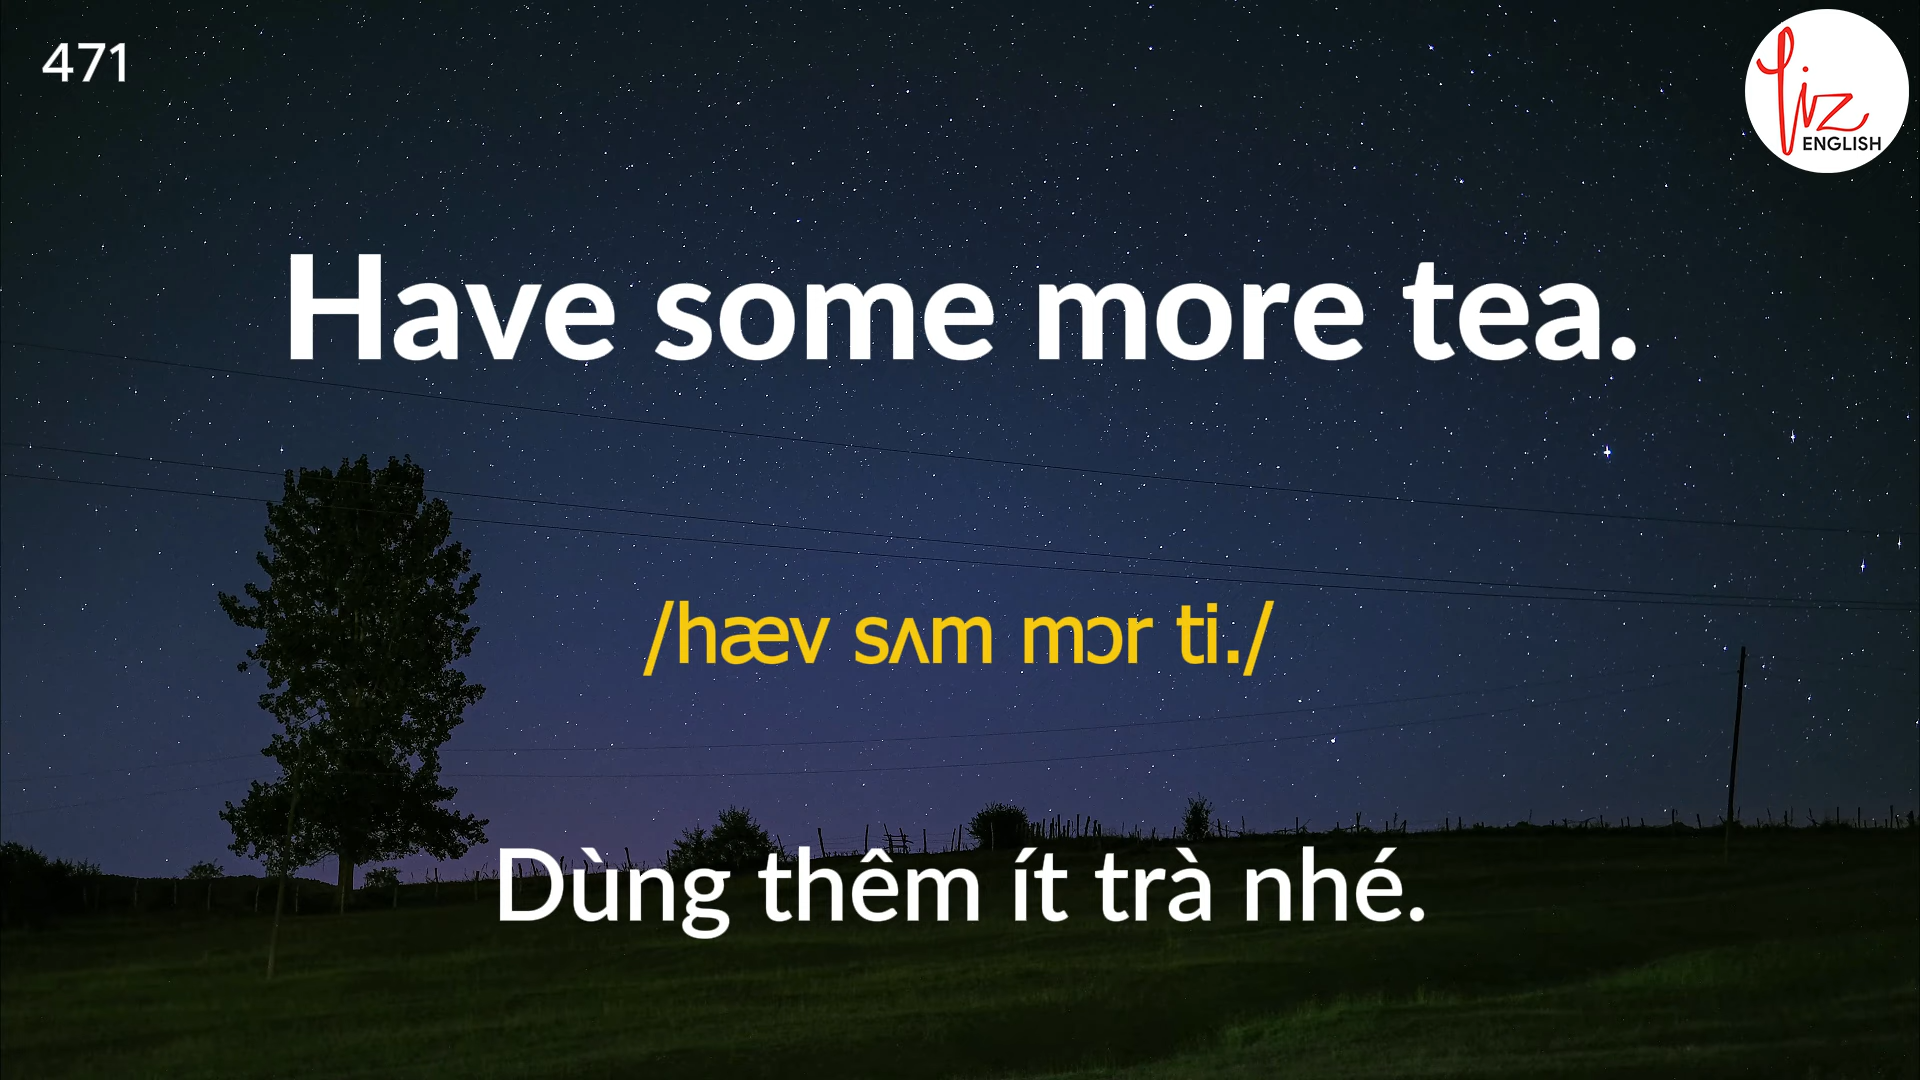 471
Liz
ENGLISH
Have some more tea.
/hæv sʌm mɔr ti./
Dùng thêm ít trà nhé.